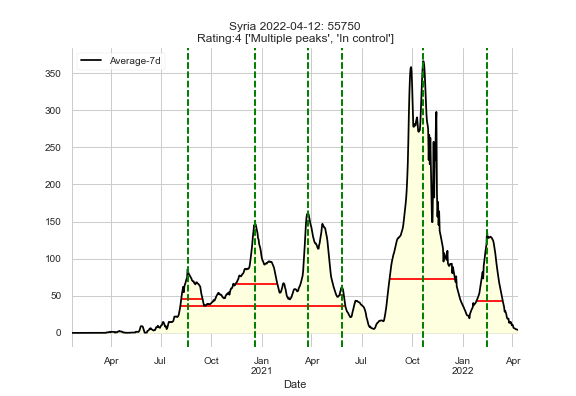 Syria 2022-04-12: 55750
Rating:4 ['Multiple peaks', 'In control']
Average-7d
350
300
250
200
150
100
50
0
Apr Jul Oct Jan Apr Jul Oct Jan Apr
2021 2022
Date